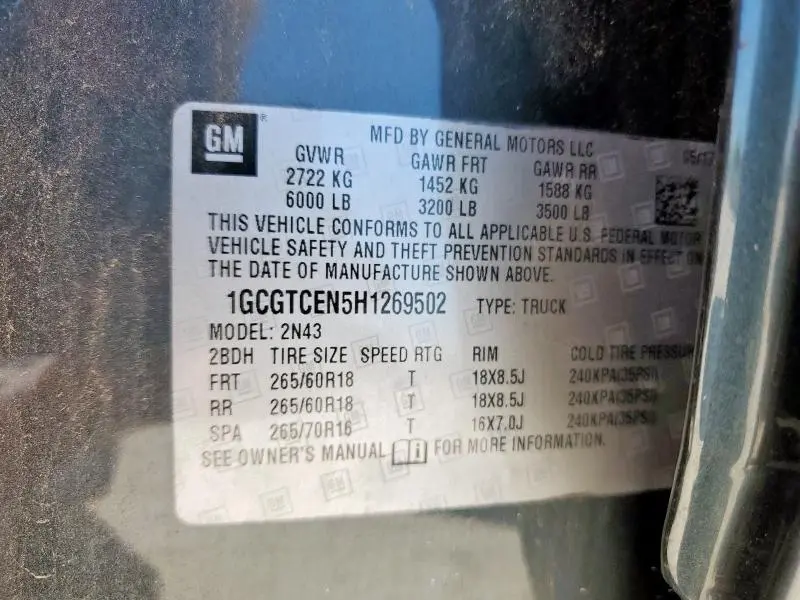 GM
MFD BY GENERAL MOTORS LLC
05/17
GVWR GAWR FRT GAWR RR
2722 KG 1452 KG 1588 KG
6000 LB 3200 LB 3500 LB
THIS VEHICLE CONFORMS TO ALL APPLICABLE U.S. FEDERAL MOTOR
VEHICLE SAFETY AND THEFT PREVENTION STANDARDS IN EFFECT ON
THE DATE OF MANUFACTURE SHOWN ABOVE.
1GCGTCEN5H1269502 TYPE: TRUCK
MODEL: 2N43
2BDH TIRE SIZE SPEED RTG RIM COLD TIRE PRESSUR
FRT 265/60R18 T 18X8.5J 240KPA(35PSI)
RR 265/60R18 T 18X8.5J 240KPA(35PSI)
SPA 265/70R16 T 16X7.0J 240KPA(35PSI)
SEE OWNER'S MANUAL FOR MORE INFORMATION.